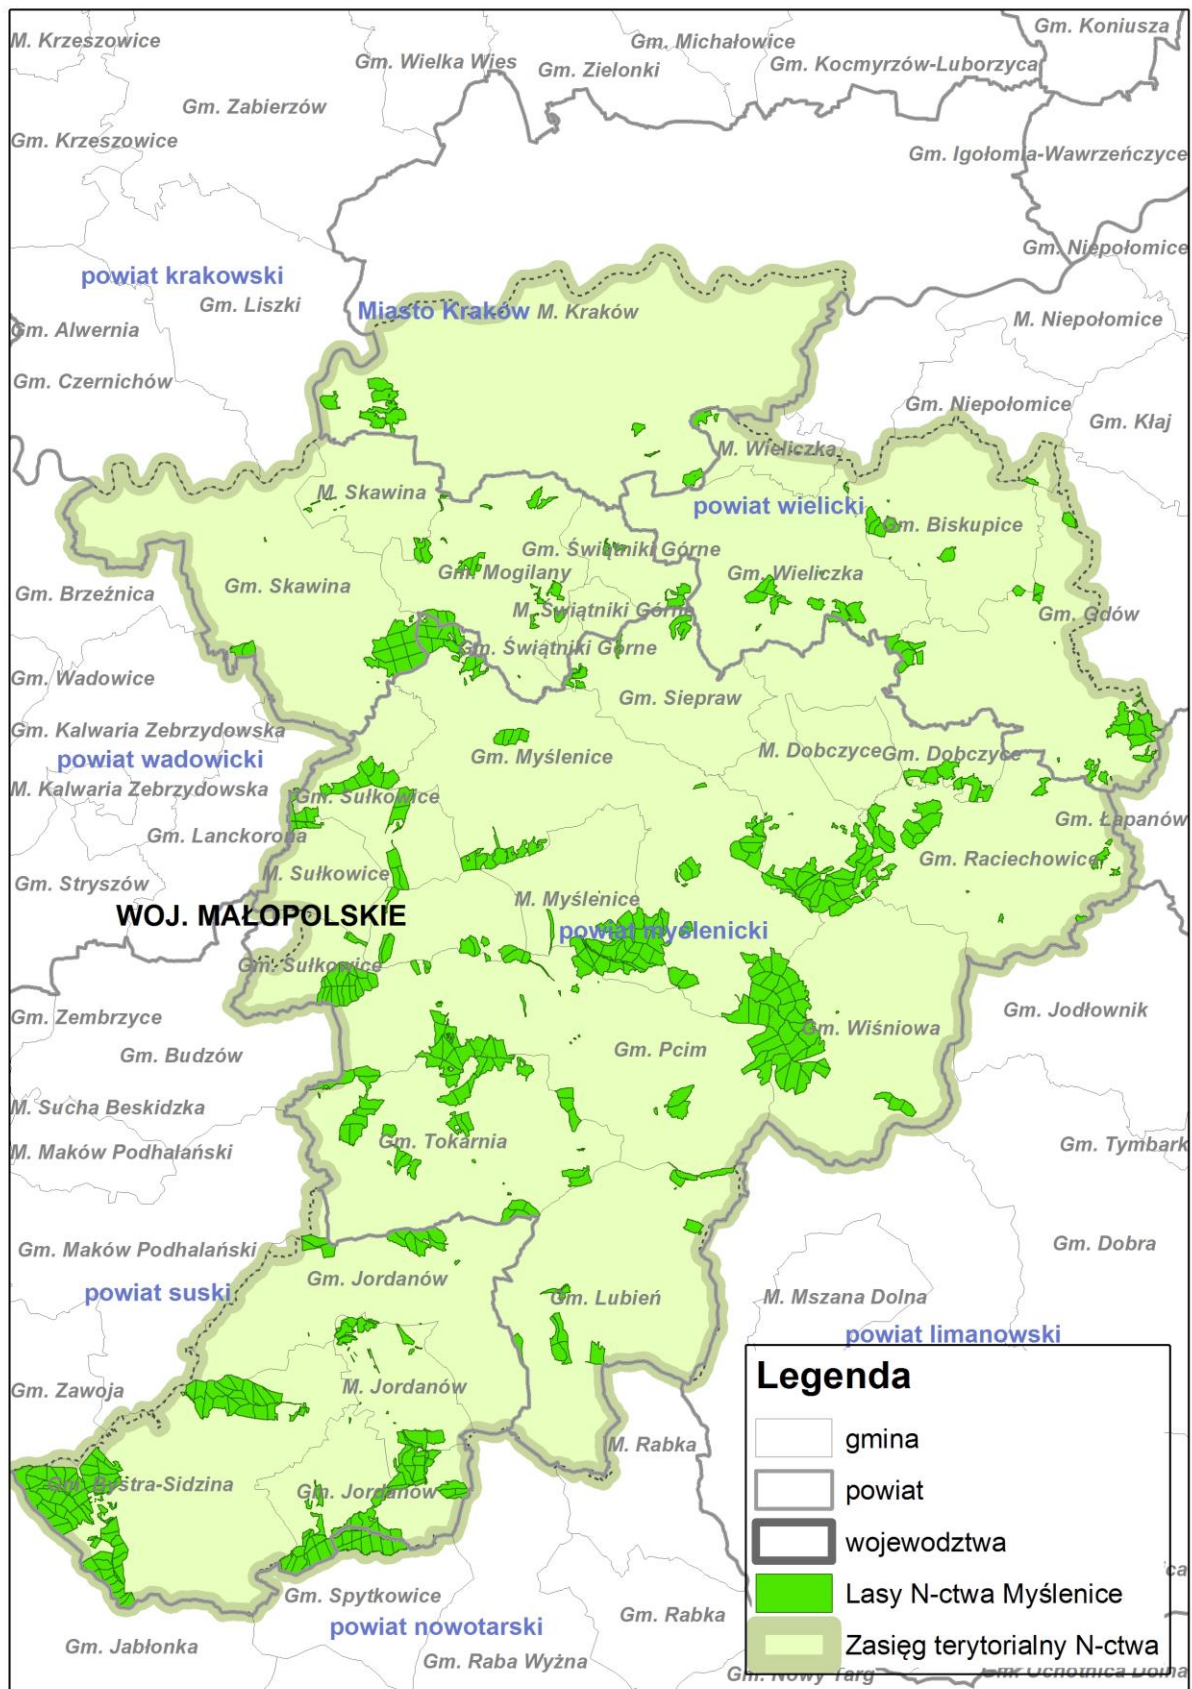 Gm. Koniusza
M. Krzeszowice
Gm. Michałowice
Gm. Wielka Wieś
Gm. Zielonki
Gm. Kocmyrzów-Luborzyca
Gm. Zabierzów
Gm. Krzeszowice
Gm. Igołomia-Wawrzeńczyce
Gm. Niepołomice
powiat krakowski
Gm. Liszki
Miasto Kraków
M. Kraków
M. Niepołomice
Gm. Alwernia
Gm. Czernichów
Gm. Niepołomice
Gm. Kłaj
M. Wieliczka
M. Skawina
powiat wielicki
Gm. Biskupice
Gm. Świątniki Górne
Gm. Mogilany
Gm. Wieliczka
Gm. Skawina
Gm. Brzeźnica
M. Świątniki Górne
Gm. Gdów
Gm. Świątniki Górne
Gm. Wadowice
Gm. Siepraw
Gm. Kalwaria Zebrzydowska
powiat wadowicki
Gm. Myślenice
M. Dobczyce
Gm. Dobczyce
M. Kalwaria Zebrzydowska
Gm. Sułkowice
Gm. Łapanów
Gm. Lanckorona
Gm. Raciechowice
M. Sułkowice
Gm. Stryszów
M. Myślenice
WOJ. MAŁOPOLSKIE
powiat myślenicki
Gm. Sułkowice
Gm. Jodłownik
Gm. Zembrzyce
Gm. Wiśniowa
Gm. Budzów
Gm. Pcim
M. Sucha Beskidzka
Gm. Tokarnia
Gm. Tymbark
M. Maków Podhalański
Gm. Maków Podhalański
Gm. Dobra
Gm. Jordanów
powiat suski
Gm. Lubień
M. Mszana Dolna
powiat limanowski
Gm. Zawoja
M. Jordanów
M. Rabka
Gm. Bystra-Sidzina
Gm. Jordanów
Gm. Spytkowice
Gm. Rabka
powiat nowotarski
Gm. Jabłonka
Gm. Raba Wyżna
Gm. Nowy Targ
Gm. Ochotnica Dolna
Legenda
gmina
powiat
wojewodztwa
Lasy N-ctwa Myślenice
Zasięg terytorialny N-ctwa